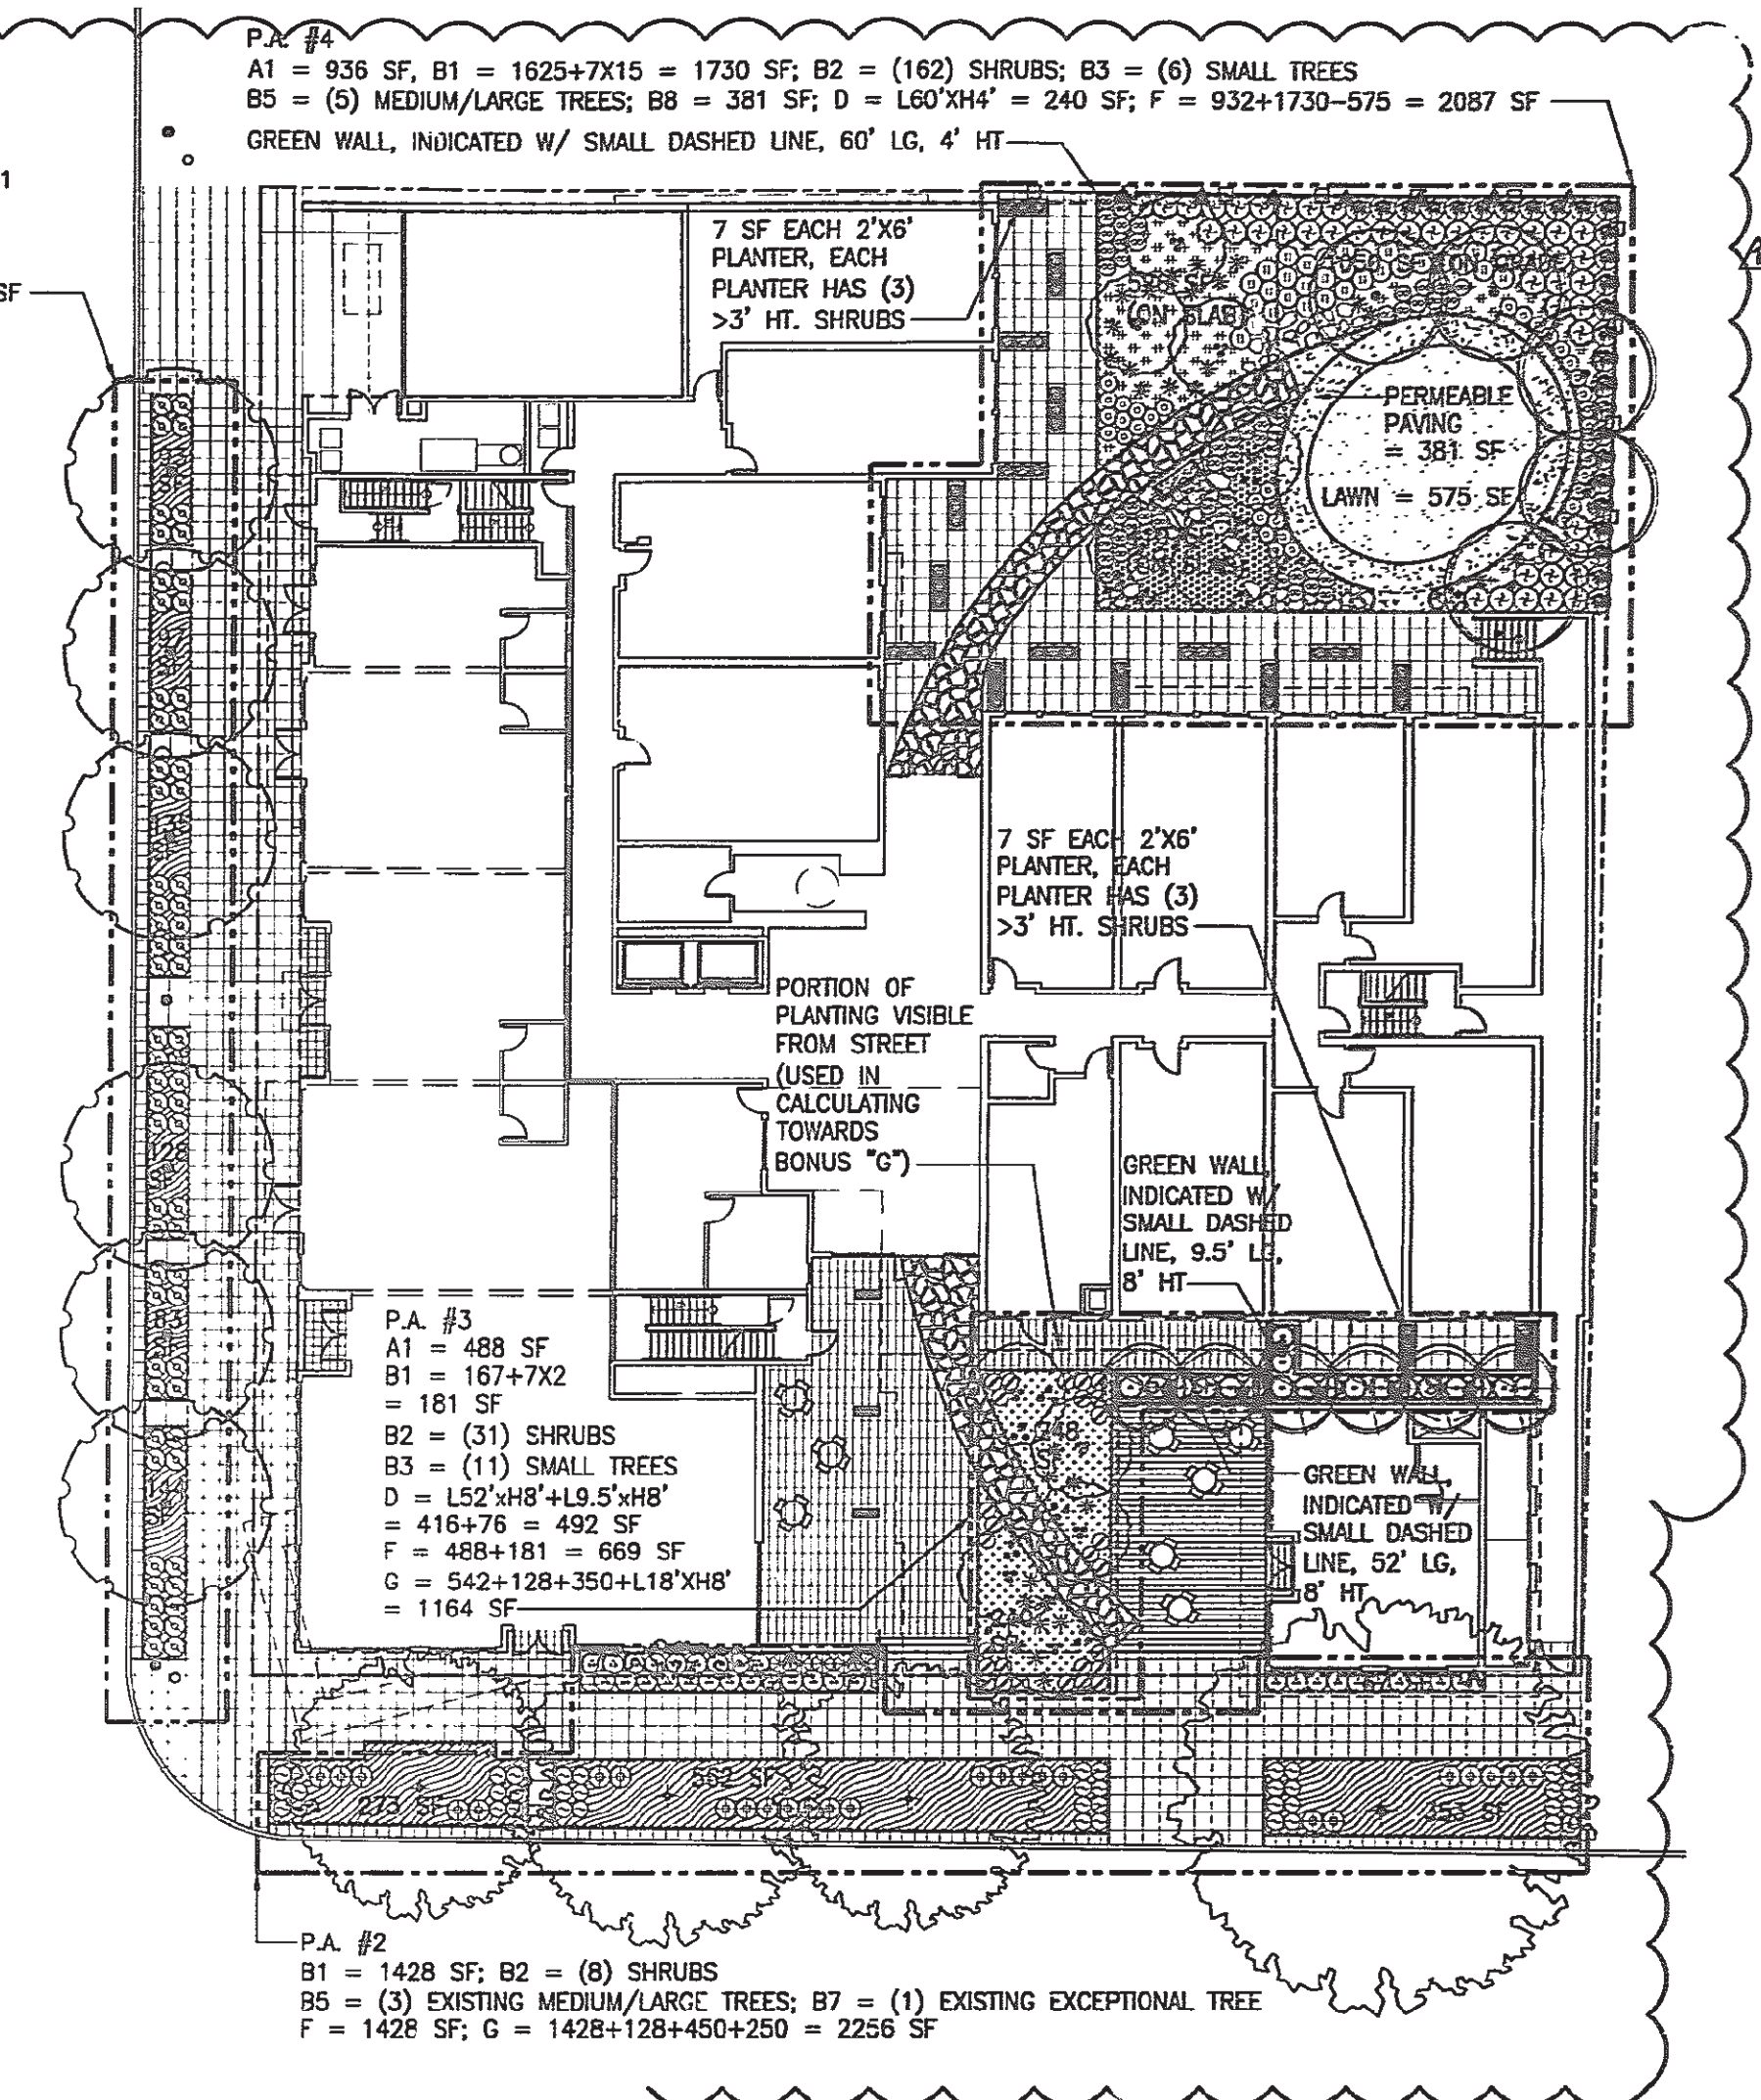 P.A. #4
A1 = 936 SF, B1 = 1625+7X15 = 1730 SF; B2 = (162) SHRUBS; B3 = (6) SMALL TREES
B5 = (5) MEDIUM/LARGE TREES; B8 = 381 SF; D = L60'XH4' = 240 SF; F = 932+1730-575 = 2087 SF
GREEN WALL, INDICATED W/ SMALL DASHED LINE, 60' LG, 4' HT
1
SF
7 SF EACH 2'X6'
PLANTER, EACH
PLANTER HAS (3)
>3' HT. SHRUBS
(ON SLAB)
PERMEABLE
PAVING
= 381 SF
LAWN = 575 SF
7 SF EACH 2'X6'
PLANTER, EACH
PLANTER HAS (3)
>3' HT. SHRUBS
PORTION OF
PLANTING VISIBLE
FROM STREET
(USED IN
CALCULATING
TOWARDS
BONUS "G")
GREEN WALL,
INDICATED W/
SMALL DASHED
LINE, 9.5' LG,
8' HT
P.A. #3
A1 = 488 SF
B1 = 167+7X2
= 181 SF
B2 = (31) SHRUBS
B3 = (11) SMALL TREES
D = L52'xH8'+L9.5'xH8'
= 416+76 = 492 SF
F = 488+181 = 669 SF
G = 542+128+350+L18'XH8'
= 1164 SF
GREEN WALL,
INDICATED W/
SMALL DASHED
LINE, 52' LG,
8' HT
273 SF
P.A. #2
B1 = 1428 SF; B2 = (8) SHRUBS
B5 = (3) EXISTING MEDIUM/LARGE TREES; B7 = (1) EXISTING EXCEPTIONAL TREE
F = 1428 SF; G = 1428+128+450+250 = 2256 SF